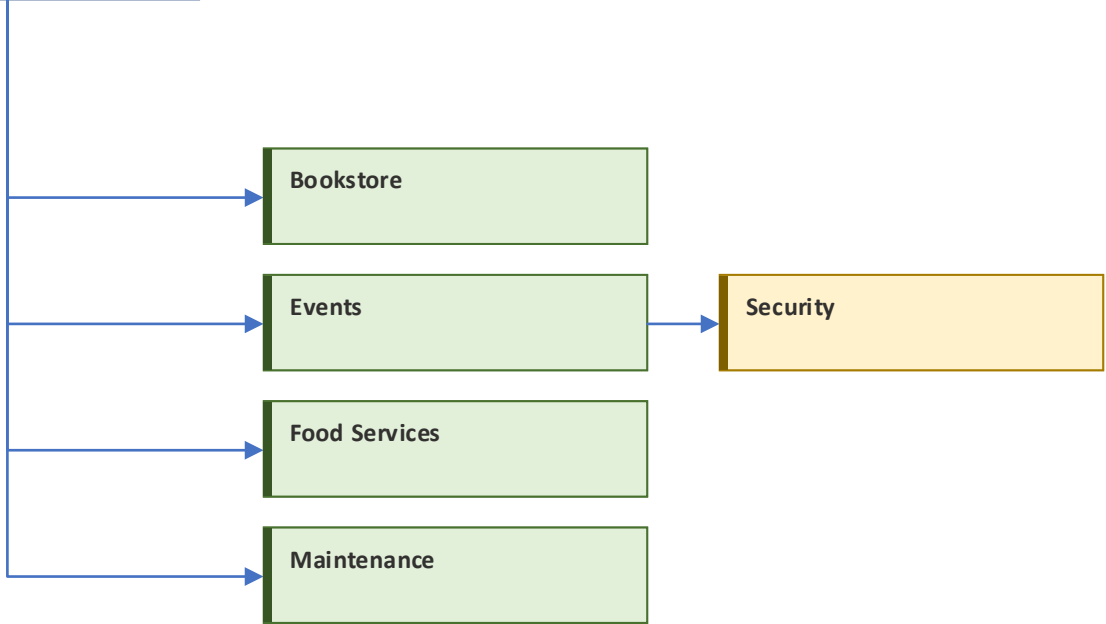 Bookstore
Events
Security
Food Services
Maintenance